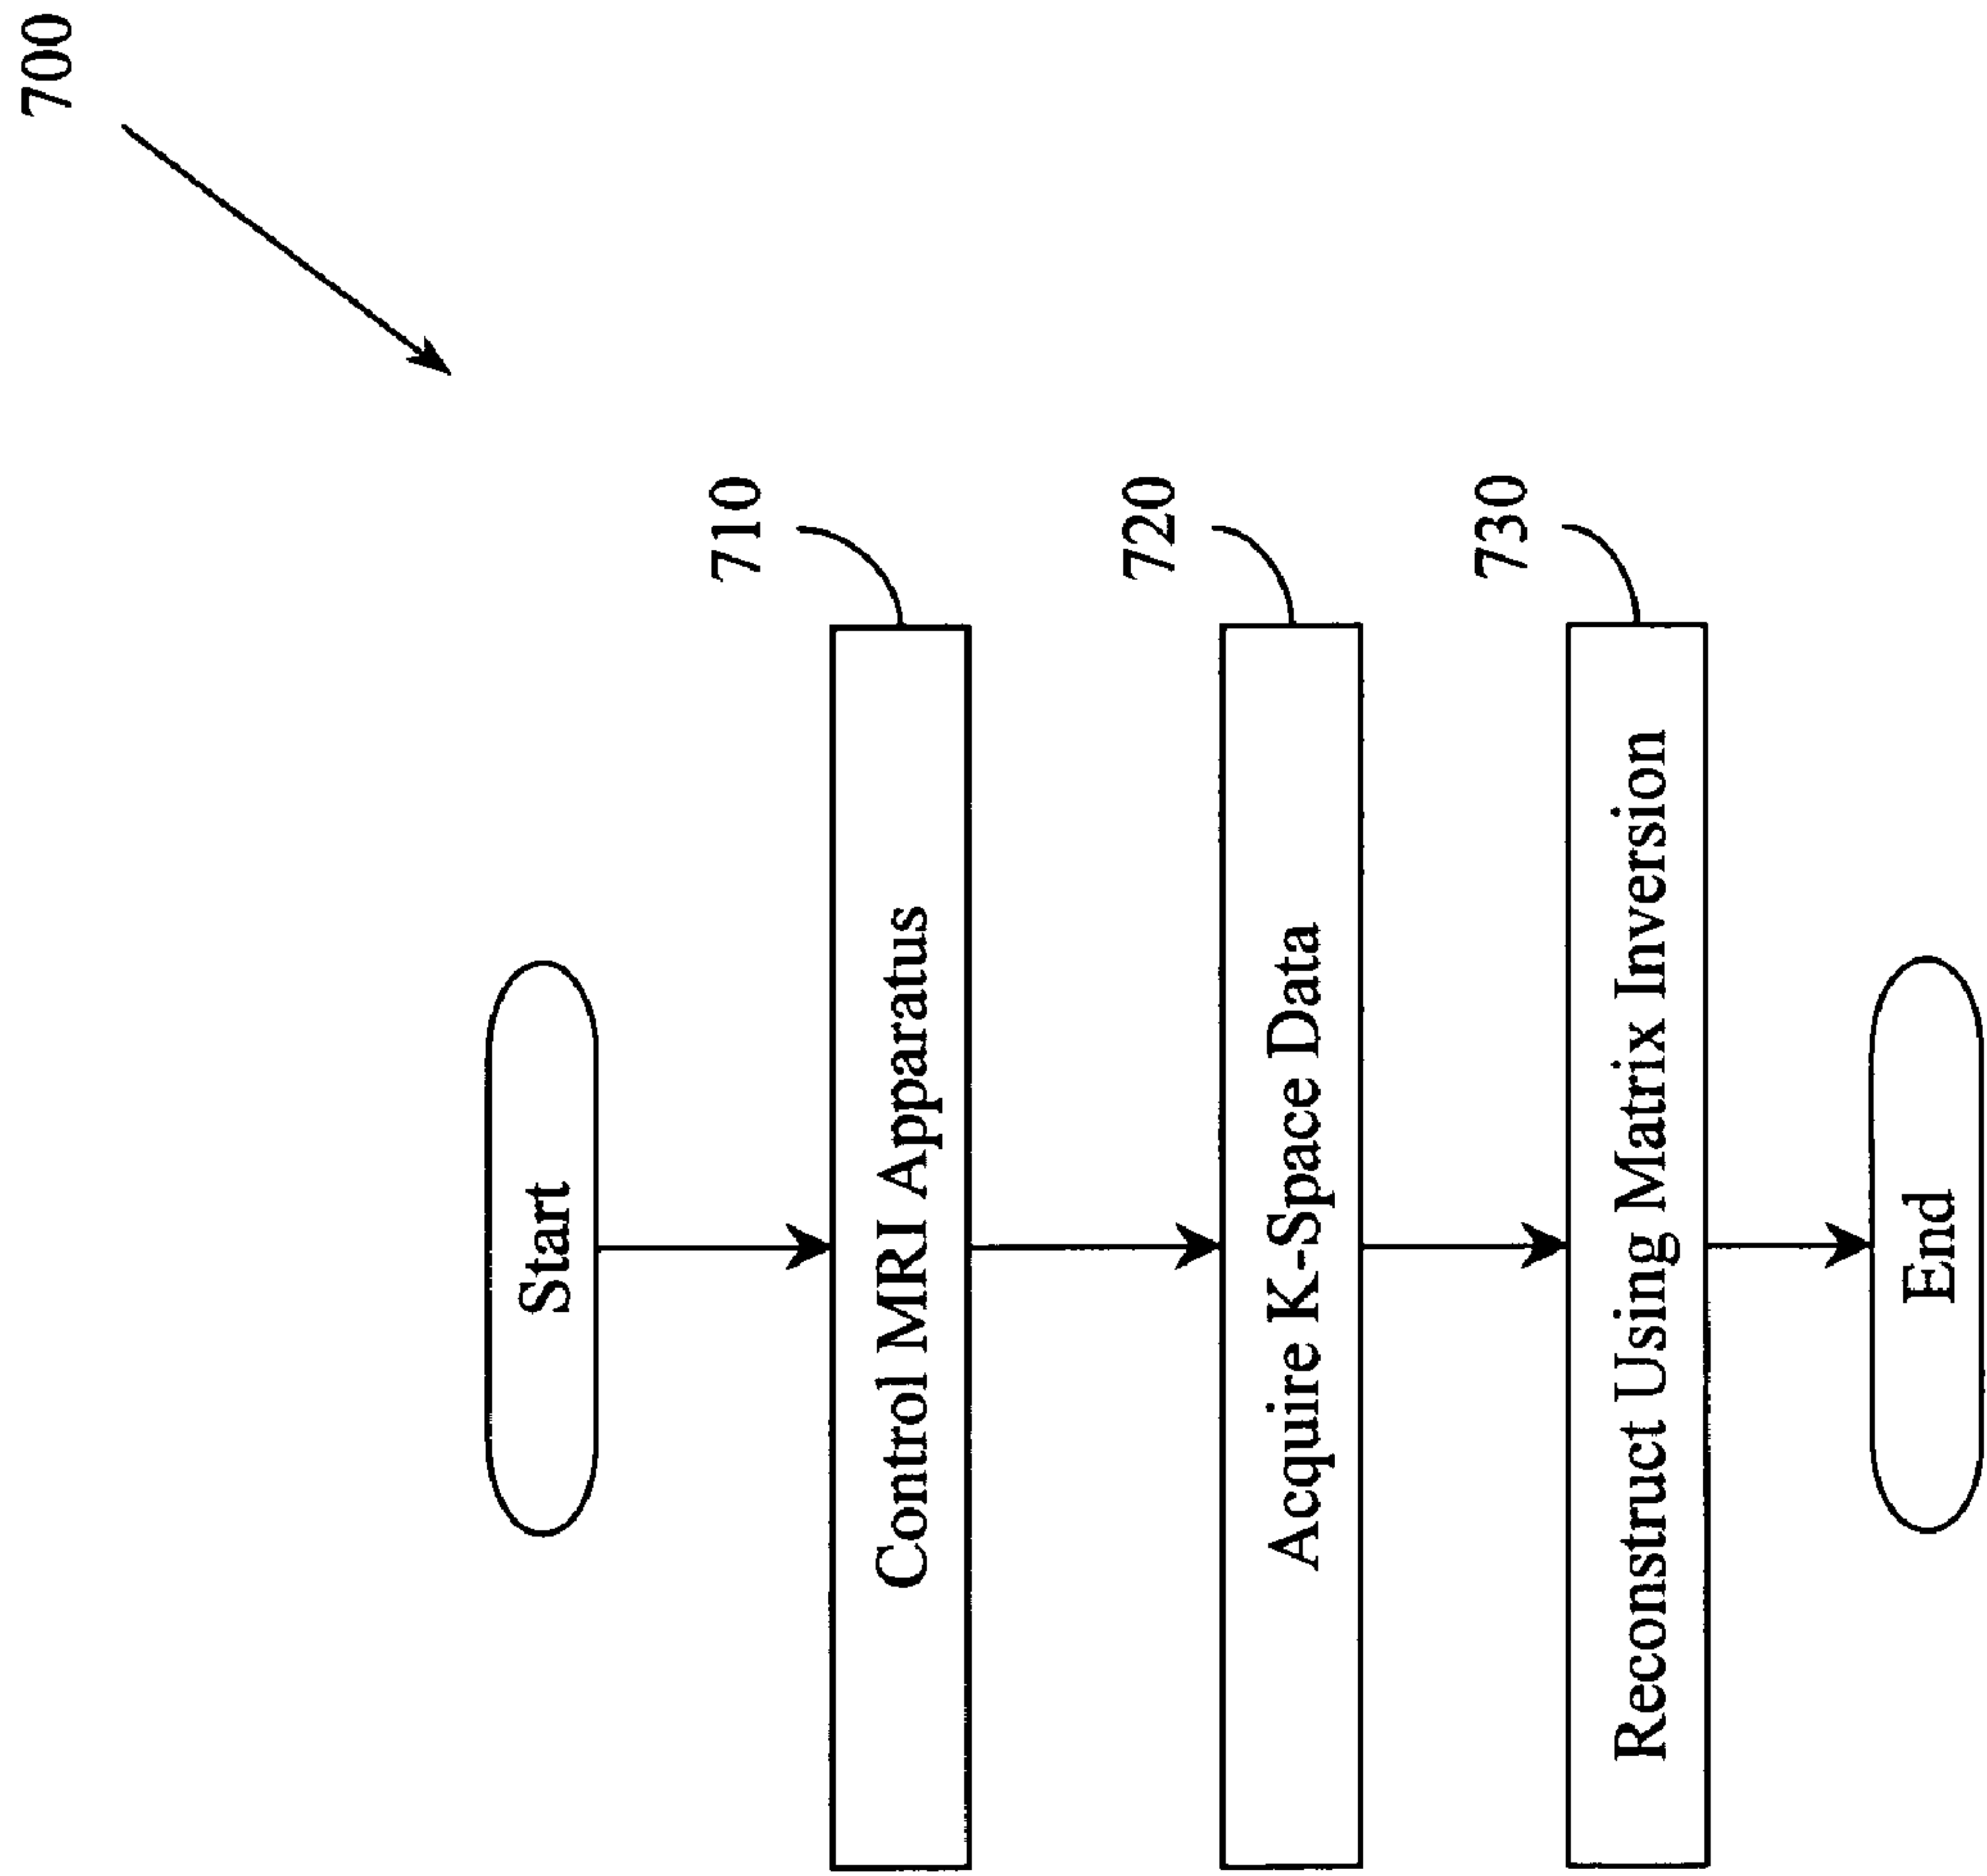 700
Start
710
Control MRI Apparatus
720
Acquire K-Space Data
730
Reconstruct Using Matrix Inversion
End